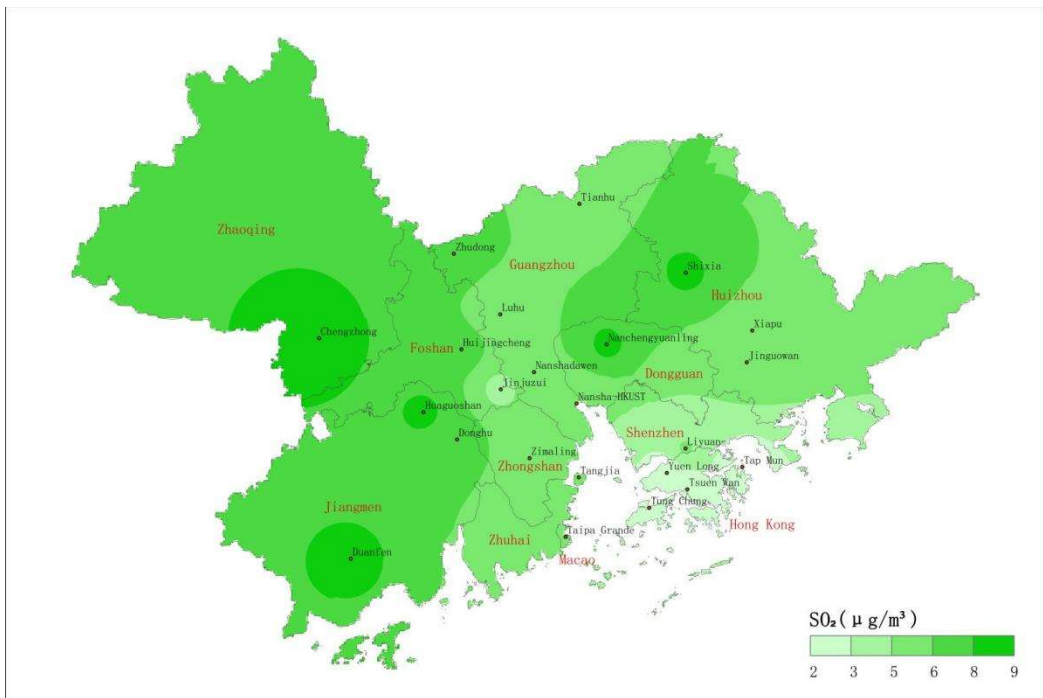 Tianhu
Zhaoqing
Zhudong
Guangzhou
Shixia
Huizhou
Luhu
Chengzhong
Xiapu
Foshan
Huijingcheng
Nanchengyuanling
Jinguowan
Nanshadawen
Dongguan
Jinjuzui
Nansha-HKUST
Huaguoshan
Donghu
Shenzhen
Liyuan
Zimaling
Zhongshan
Tap Mun
Tangjia
Yuen Long
Tsuen Wan
Jiangmen
Tung Chung
Hong Kong
Zhuhai
Taipa Grande
Duanfen
Macao
SO₂(μg/m³)
2 3 5 6 8 9